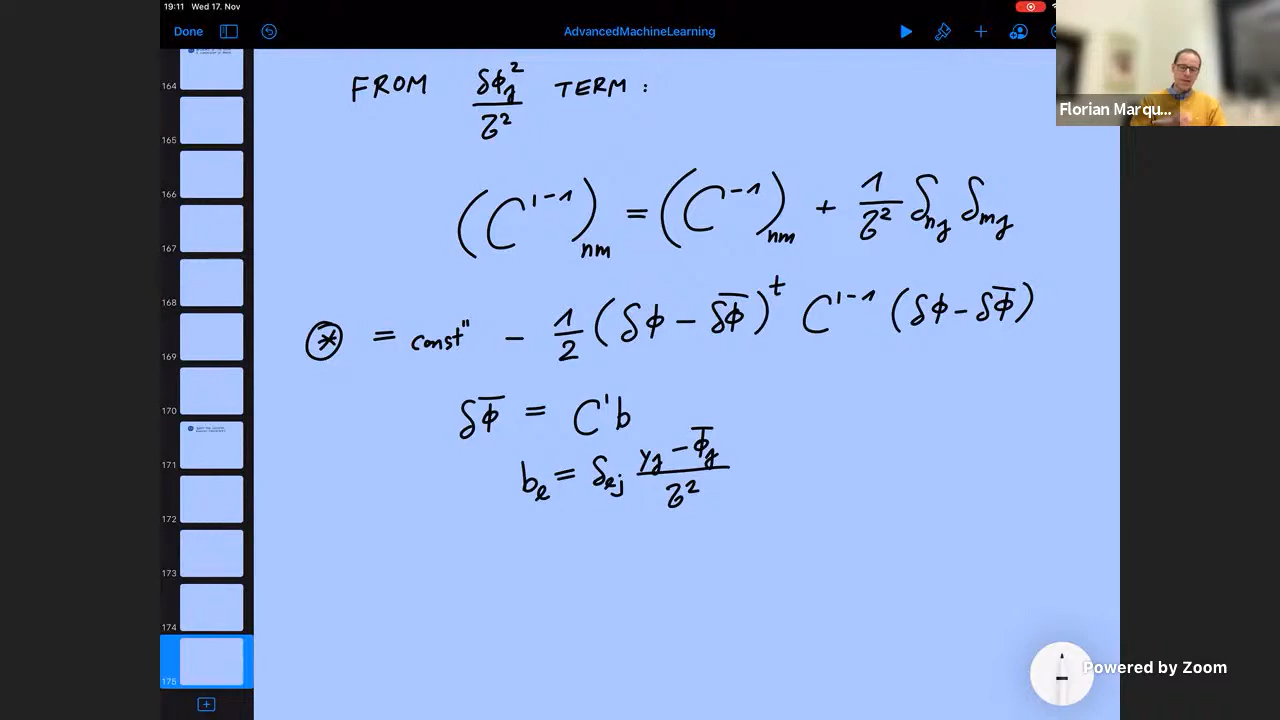 19:11 Wed 17. Nov
Done
AdvancedMachineLearning
Florian Marqu...
FROM δϕ_j² / σ² TERM :
(C'⁻¹)_nm = (C⁻¹)_nm + 1/σ² δ_nj δ_mj
⊛ = const'' − 1/2 (δϕ − δϕ̅)ᵗ C'⁻¹ (δϕ − δϕ̅)
δϕ̅ = C'b
b_ℓ = δ_ℓj (y_j − ϕ̅_j) / σ²
164
165
166
167
168
169
170
171
172
173
174
175
Powered by Zoom